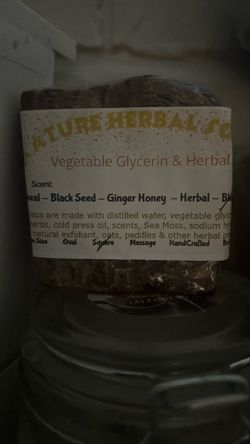 ATURE HERBAL SO
Vegetable Glycerin & Herbal
Scent:
eal – Black Seed – Ginger Honey – Herbal – Bl
aps are made with distilled water, vegetable glyc
herbs, cold press oil, scents, Sea Moss, sodium h
natural exfoliant, oats, peddles & other herbal p
Size Oval Square Massage HandCrafted